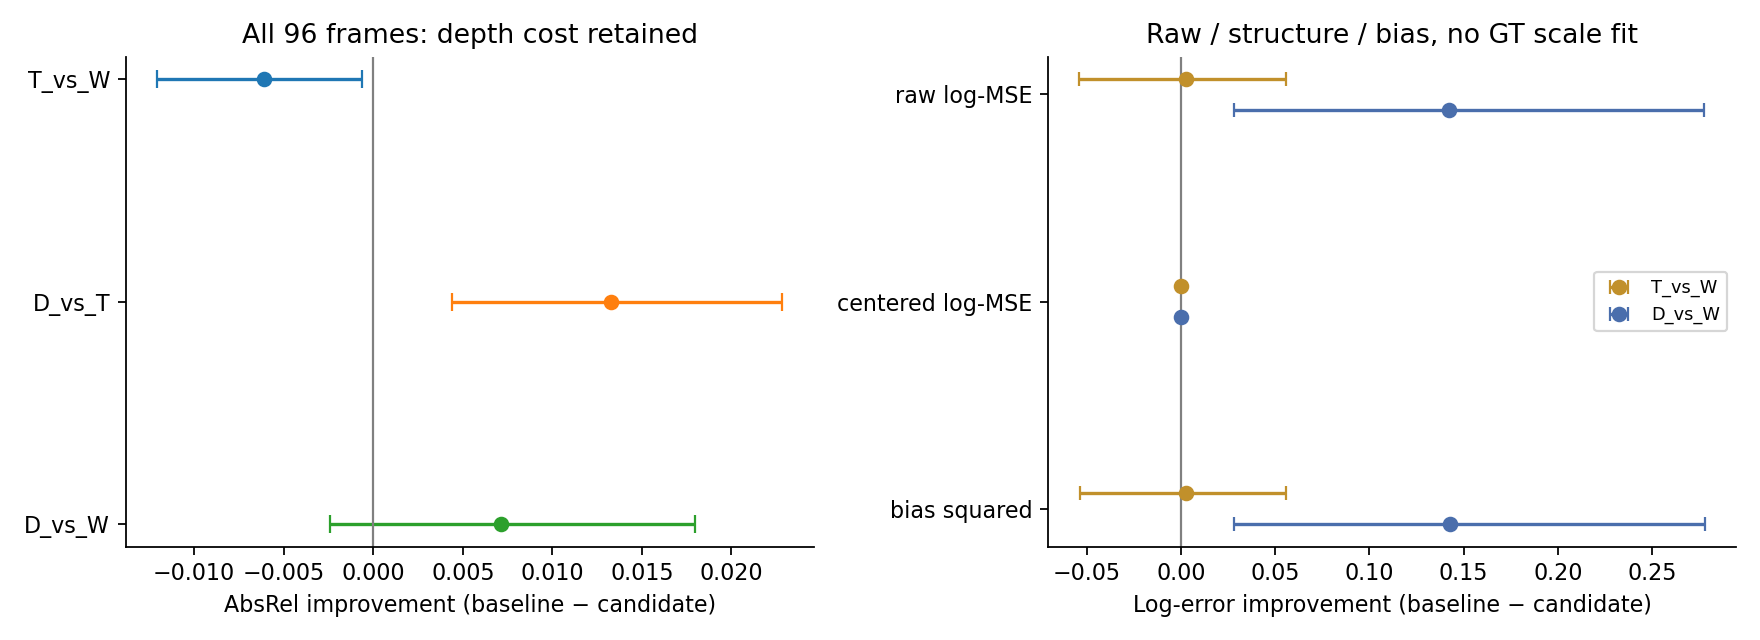 All 96 frames: depth cost retained
T_vs_W
D_vs_T
D_vs_W
−0.010 −0.005 0.000 0.005 0.010 0.015 0.020
AbsRel improvement (baseline − candidate)
Raw / structure / bias, no GT scale fit
raw log-MSE
centered log-MSE
bias squared
T_vs_W
D_vs_W
−0.05 0.00 0.05 0.10 0.15 0.20 0.25
Log-error improvement (baseline − candidate)